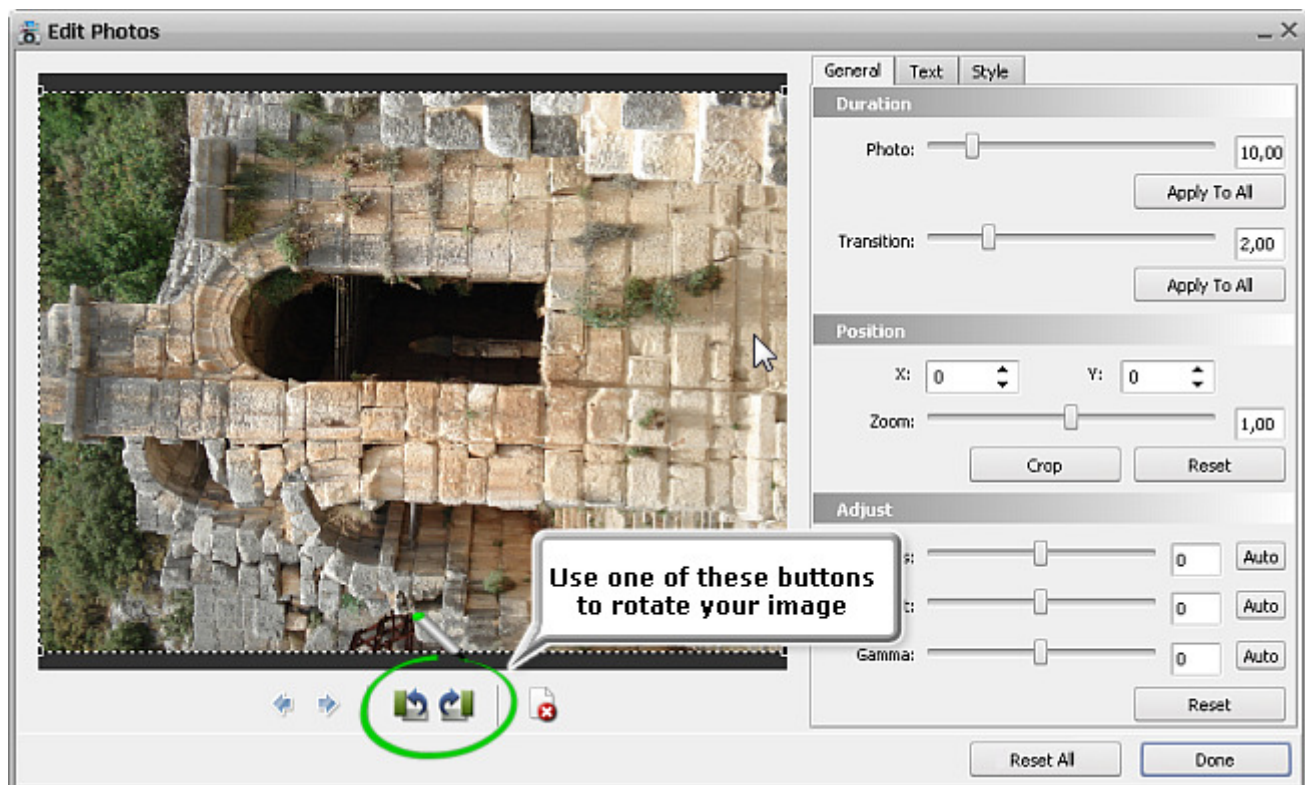 Edit Photos
General Text Style
Duration
Photo: 10,00
Apply To All
Transition: 2,00
Apply To All
Position
X: 0 Y: 0
Zoom: 1,00
Crop Reset
Adjust
s: 0 Auto
t: 0 Auto
Gamma: 0 Auto
Reset
Use one of these buttons
to rotate your image
Reset All Done